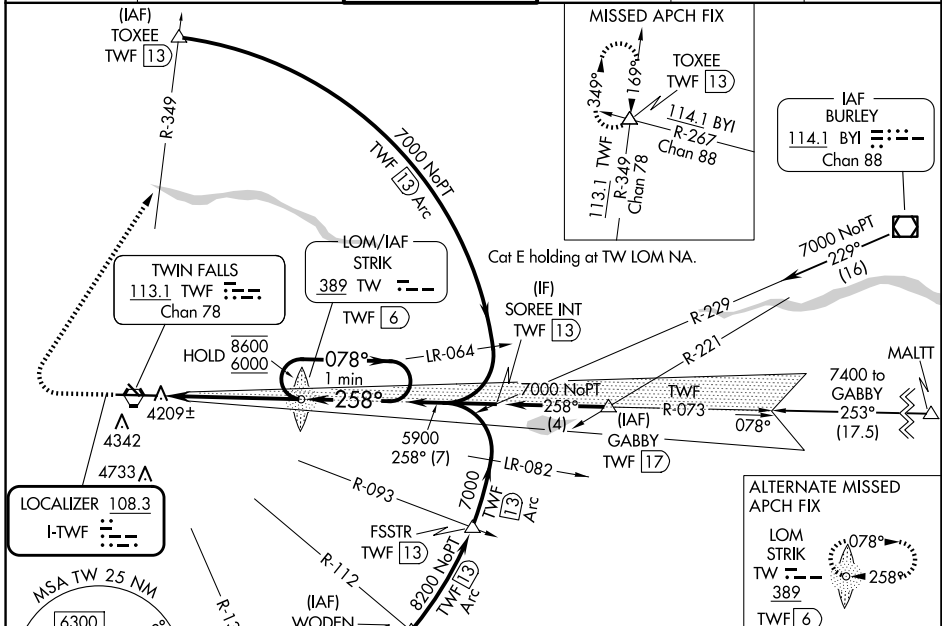 (IAF)
TOXEE
TWF 13
R-349
7000 NoPT
TWF 13 Arc
MISSED APCH FIX
349°
169°
TOXEE
TWF 13
114.1 BYI
R-267
Chan 88
113.1 TWF
R-349
Chan 78
IAF
BURLEY
114.1 BYI
Chan 88
7000 NoPT
229°
(16)
R-229
R-221
Cat E holding at TW LOM NA.
LOM/IAF
STRIK
389 TW
TWF 6
TWIN FALLS
113.1 TWF
Chan 78
(IF)
SOREE INT
TWF 13
HOLD
8600
6000
078°
1 min
258°
LR-064
7000 NoPT
258°
(4)
TWF
R-073
078°
MALTT
7400 to
GABBY
253°
(17.5)
(IAF)
GABBY
TWF 17
5900
258° (7)
4209±
4342
4733
LR-082
R-093
7000
TWF
13
Arc
LOCALIZER 108.3
I-TWF
FSSTR
TWF 13
R-112
8200 NoPT
TWF 13
Arc
(IAF)
WODEN
MSA TW 25 NM
6300
ALTERNATE MISSED
APCH FIX
LOM
STRIK
TW
389
TWF 6
078°
258°